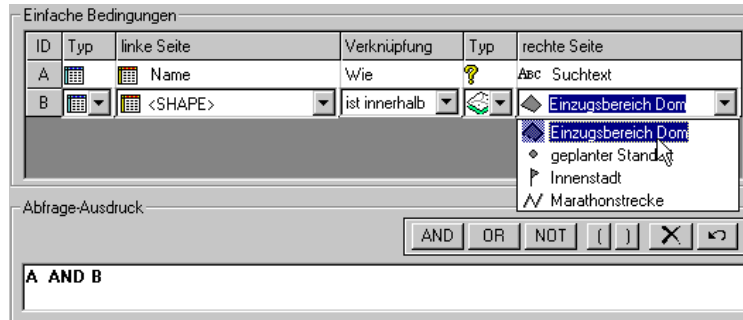 Einfache Bedingungen
ID Typ linke Seite Verknüpfung Typ rechte Seite
A Name Wie ? ABC Suchtext
B <SHAPE> ist innerhalb Einzugsbereich Dom
Einzugsbereich Dom
geplanter Standort
Innenstadt
Marathonstrecke
Abfrage-Ausdruck
AND OR NOT ( )
A AND B